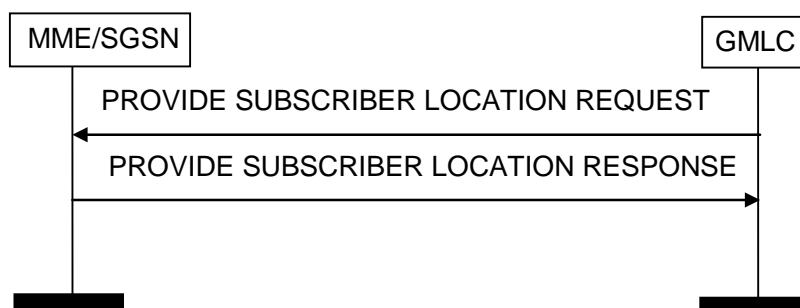 MME/SGSN
GMLC
PROVIDE SUBSCRIBER LOCATION REQUEST
PROVIDE SUBSCRIBER LOCATION RESPONSE